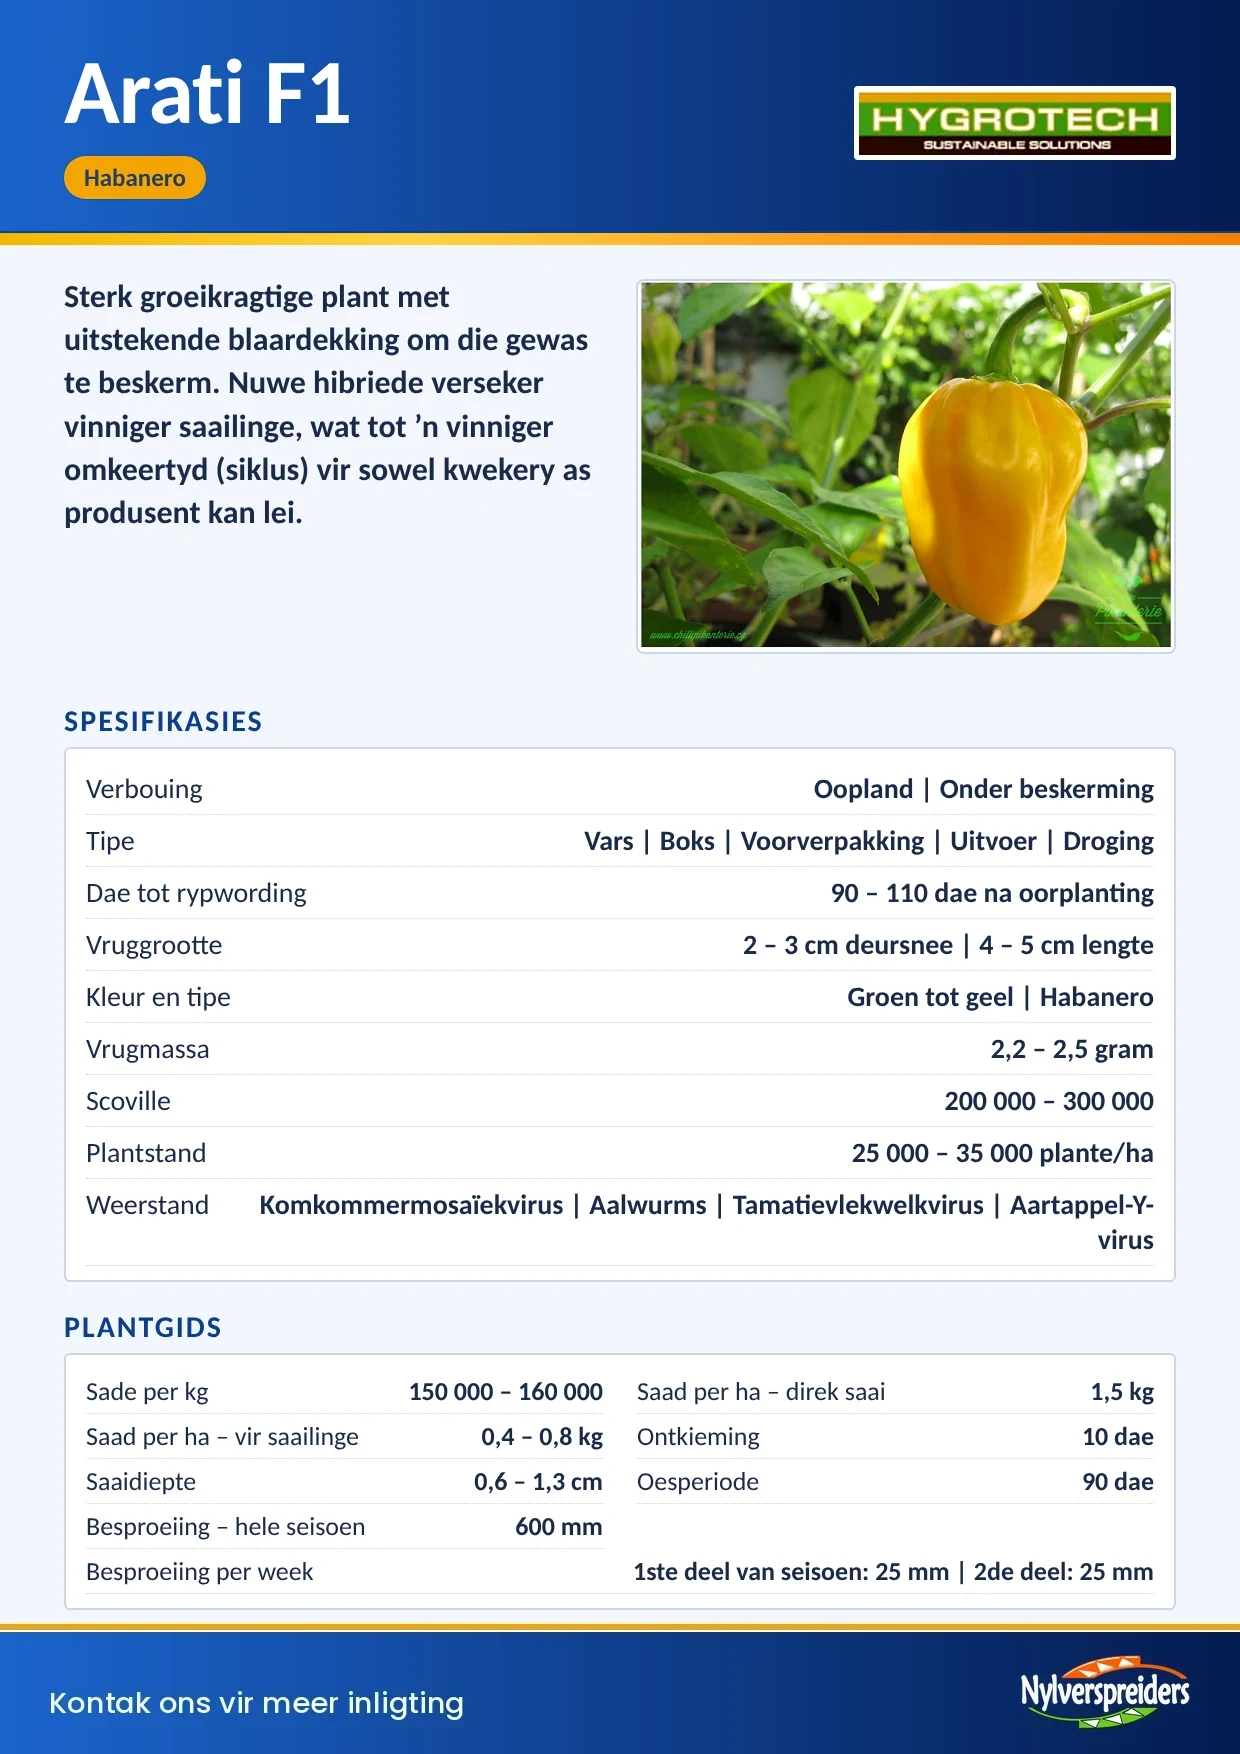 Arati F1
Habanero
HYGROTECH
SUSTAINABLE SOLUTIONS
Sterk groeikragtige plant met
uitstekende blaardekking om die gewas
te beskerm. Nuwe hibriede verseker
vinniger saailinge, wat tot ’n vinniger
omkeertyd (siklus) vir sowel kwekery as
produsent kan lei.
SPESIFIKASIES
Verbouing Oopland | Onder beskerming
Tipe Vars | Boks | Voorverpakking | Uitvoer | Droging
Dae tot rypwording 90 – 110 dae na oorplanting
Vruggrootte 2 – 3 cm deursnee | 4 – 5 cm lengte
Kleur en tipe Groen tot geel | Habanero
Vrugmassa 2,2 – 2,5 gram
Scoville 200 000 – 300 000
Plantstand 25 000 – 35 000 plante/ha
Weerstand Komkommermosaïekvirus | Aalwurms | Tamatievlekwelkvirus | Aartappel-Y-
virus
PLANTGIDS
Sade per kg 150 000 – 160 000 Saad per ha – direk saai 1,5 kg
Saad per ha – vir saailinge 0,4 – 0,8 kg Ontkieming 10 dae
Saaidiepte 0,6 – 1,3 cm Oesperiode 90 dae
Besproeiing – hele seisoen 600 mm
Besproeiing per week 1ste deel van seisoen: 25 mm | 2de deel: 25 mm
Kontak ons vir meer inligting
Nylverspreiders